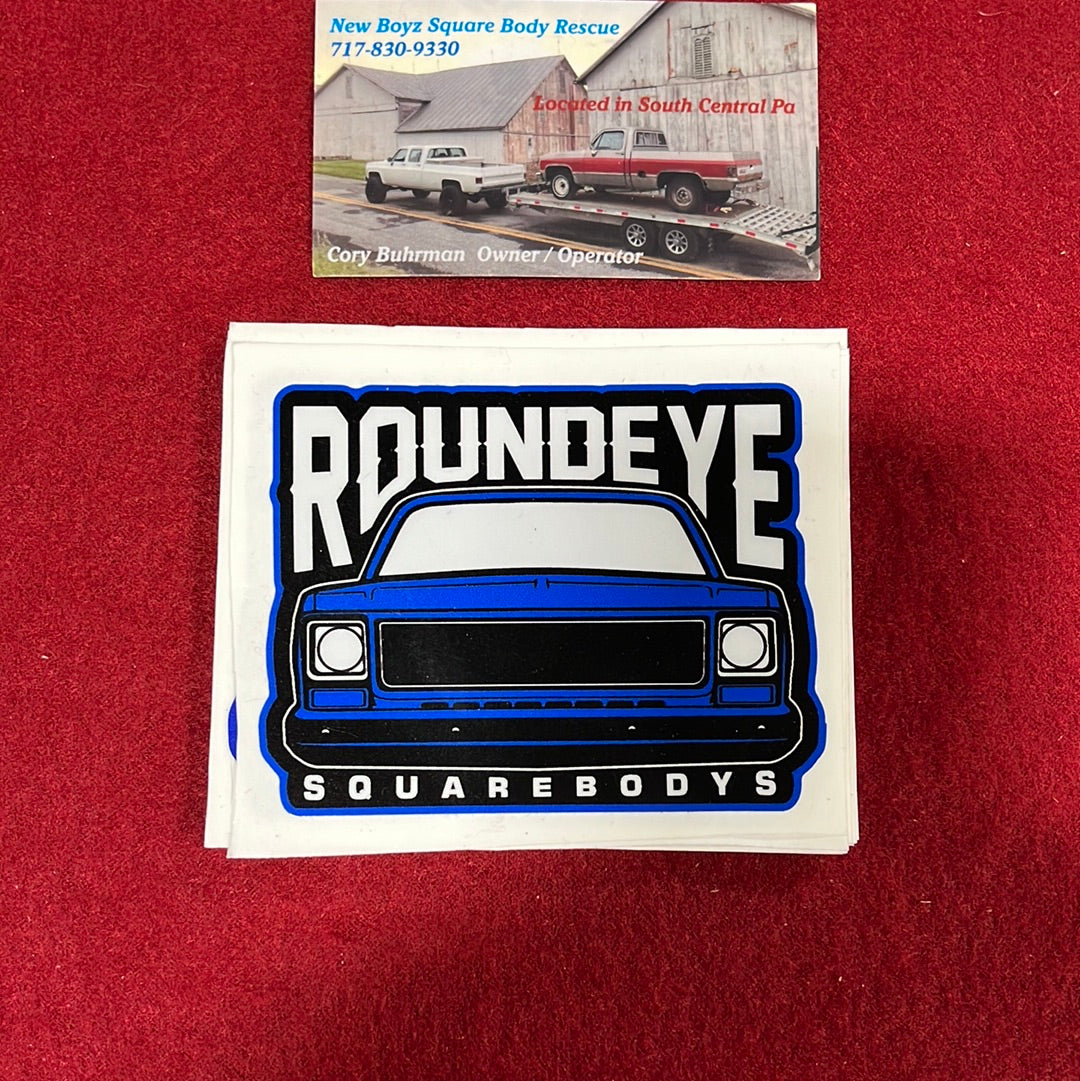 New Boyz Square Body Rescue
717-830-9330
Located in South Central Pa
Cory Buhrman Owner / Operator
ROUNDEYE
SQUAREBODYS